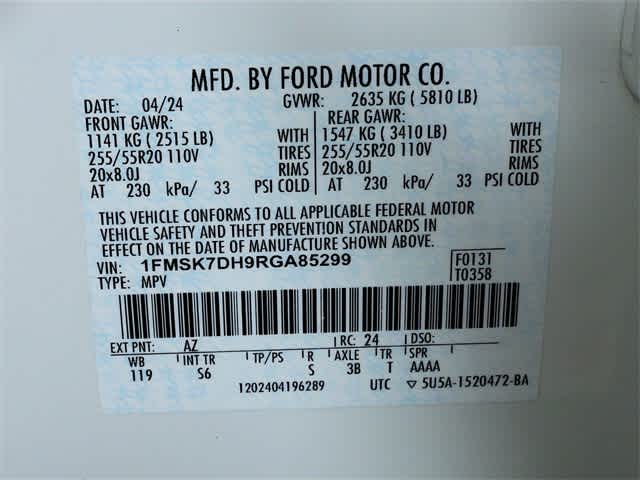 MFD. BY FORD MOTOR CO.
DATE: 04/24 GVWR: 2635 KG ( 5810 LB)
FRONT GAWR: REAR GAWR:
1141 KG ( 2515 LB) WITH 1547 KG ( 3410 LB) WITH
255/55R20 110V TIRES 255/55R20 110V TIRES
20x8.0J RIMS 20x8.0J RIMS
AT 230 kPa/ 33 PSI COLD AT 230 kPa/ 33 PSI COLD
THIS VEHICLE CONFORMS TO ALL APPLICABLE FEDERAL MOTOR
VEHICLE SAFETY AND THEFT PREVENTION STANDARDS IN
EFFECT ON THE DATE OF MANUFACTURE SHOWN ABOVE.
VIN: 1FMSK7DH9RGA85299 F0131
TYPE: MPV T0358
EXT PNT: AZ RC: 24 DSO:
WB INT TR TP/PS R AXLE TR SPR
119 S6 S 3B T AAAA
1202404196289 UTC ▽ 5U5A-1520472-BA